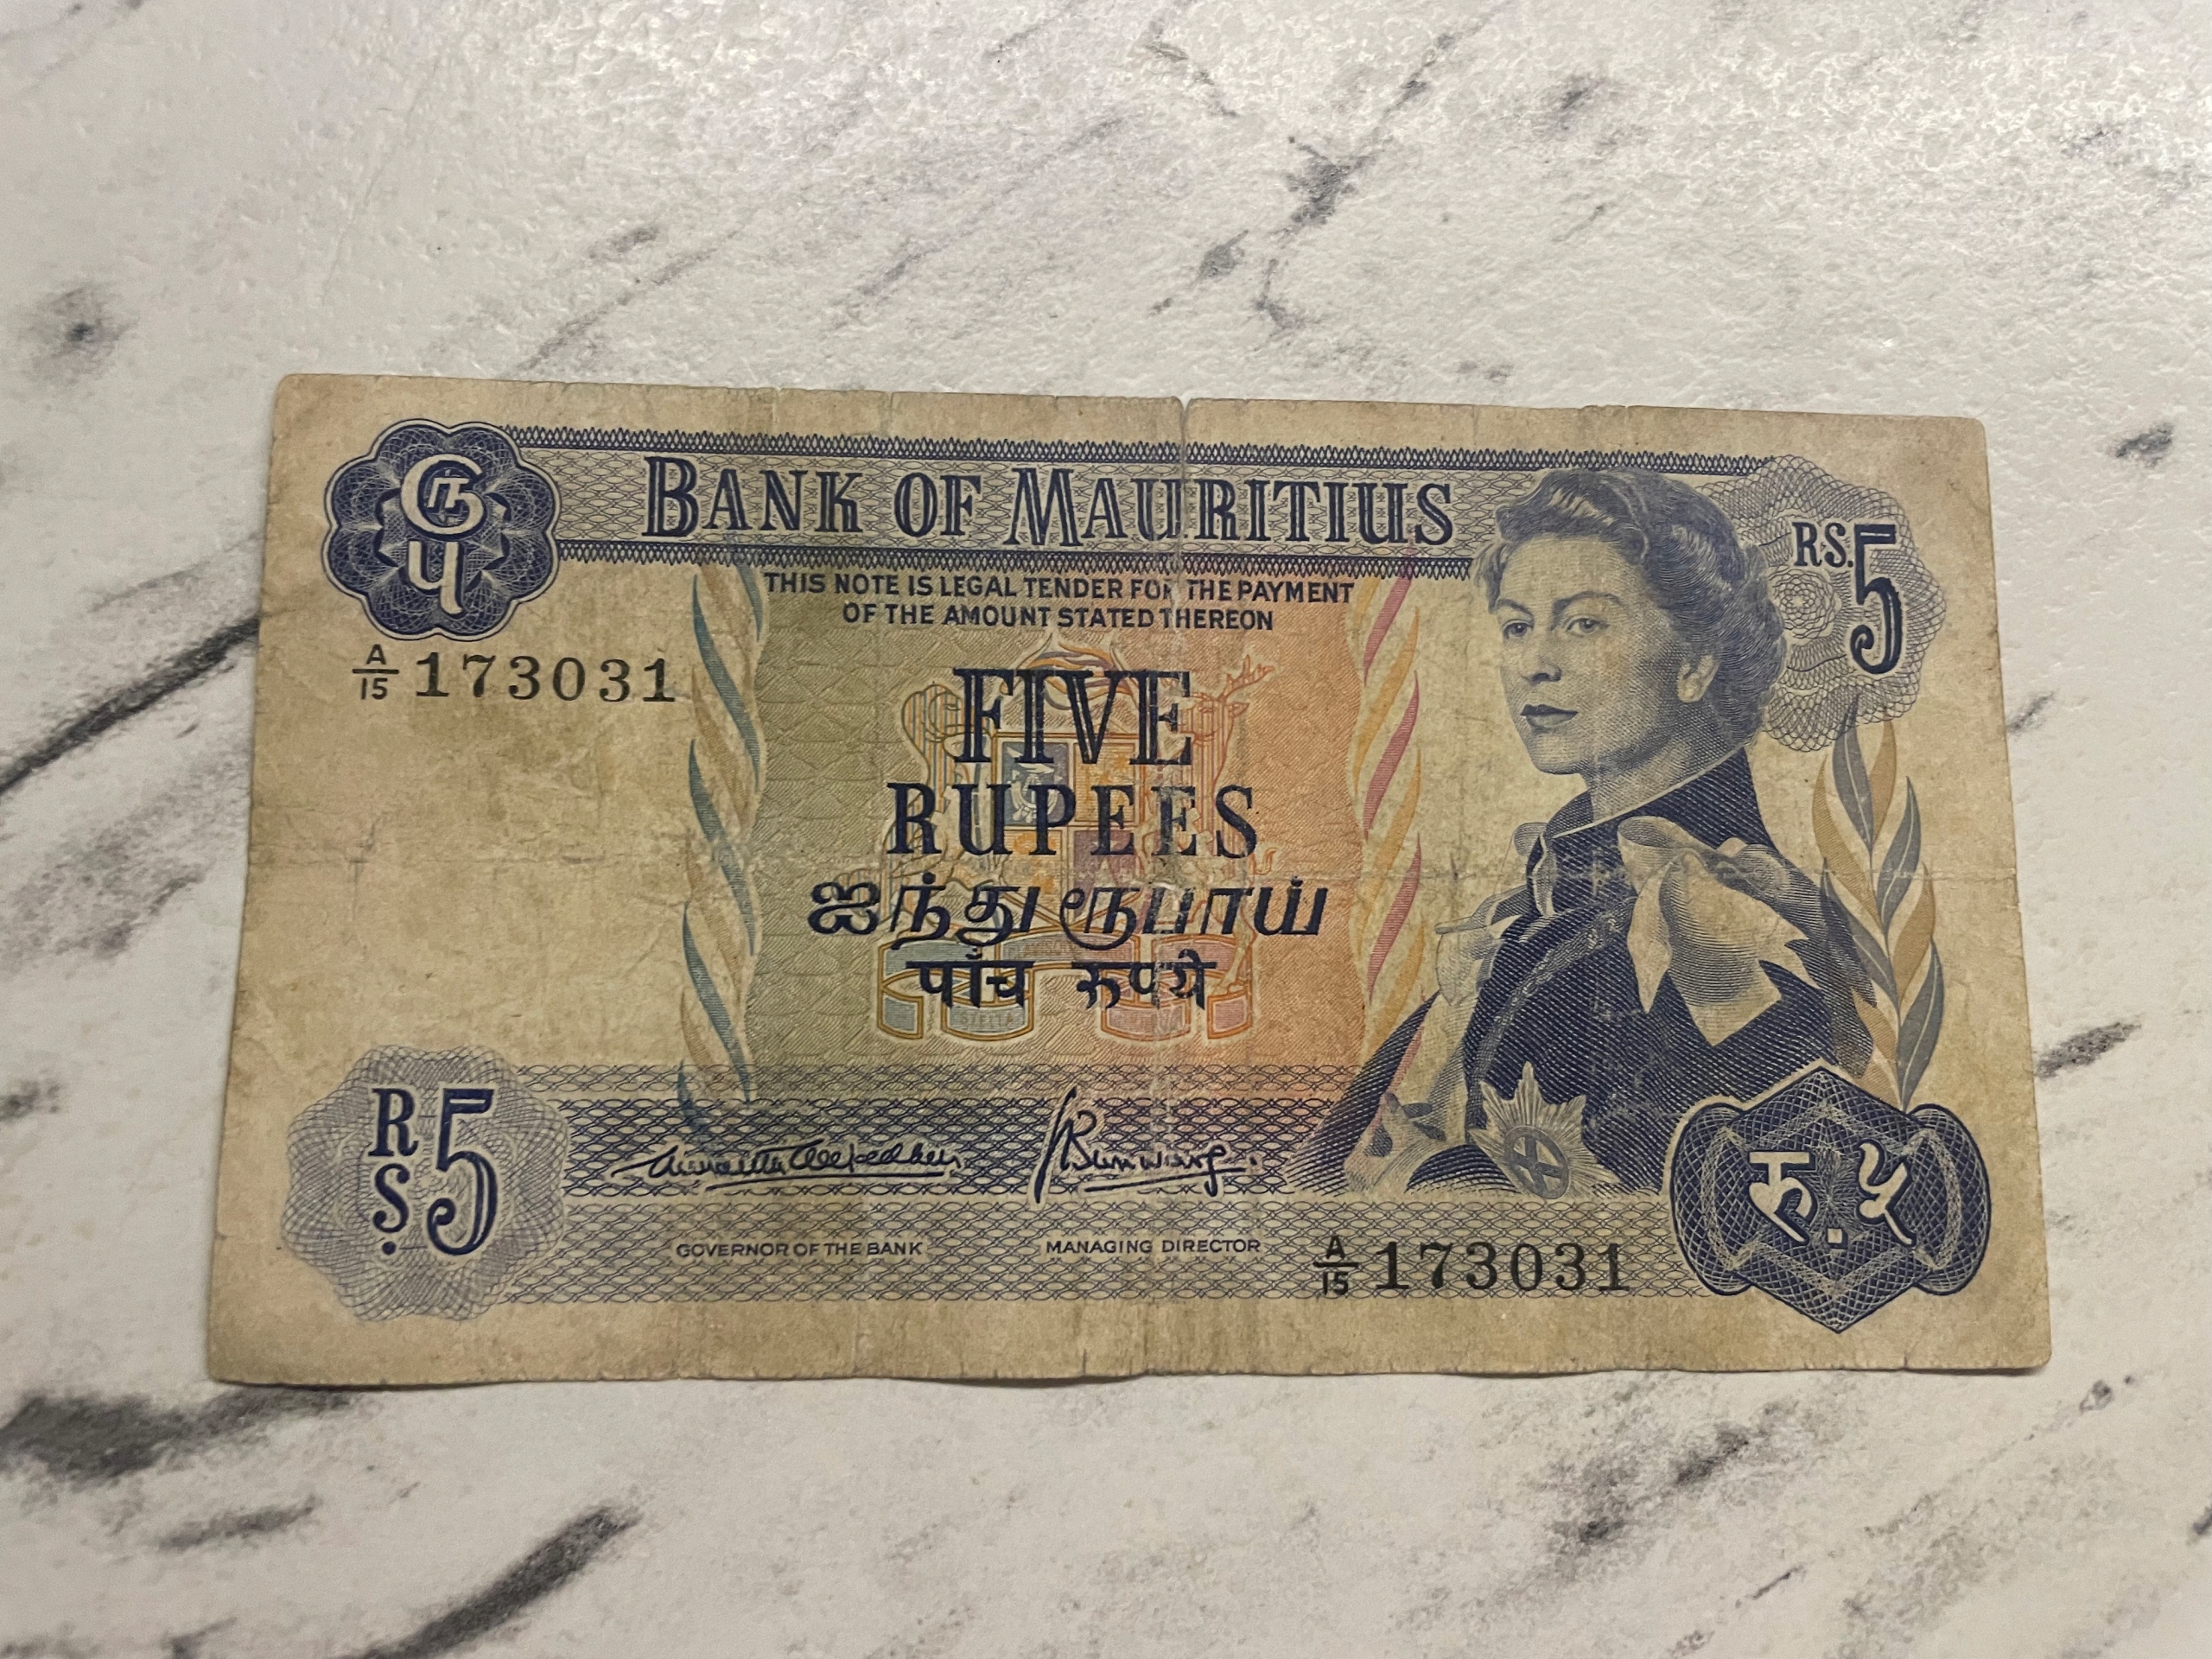 BANK OF MAURITIUS
RS.5
THIS NOTE IS LEGAL TENDER FOR THE PAYMENT
OF THE AMOUNT STATED THEREON
A/15 173031
FIVE
RUPEES
ஐந்து ரூபாய்
पांच रुपये
RS 5
GOVERNOR OF THE BANK
MANAGING DIRECTOR
A/15 173031
रु.५